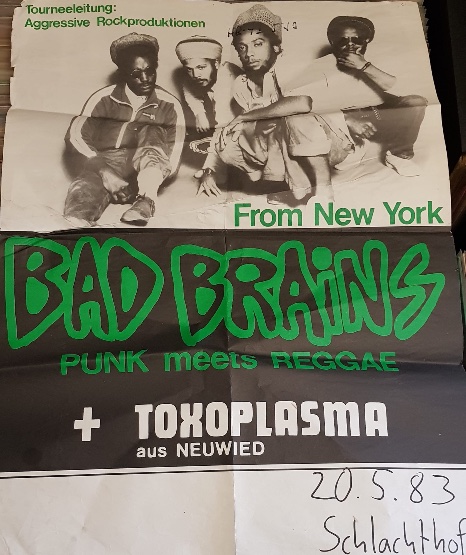 Tourneeleitung:
Aggressive Rockproduktionen
From New York
BAD BRAiNS
PUNK meets REGGAE
+ TOXOPLASMA
aus NEUWIED
20.5.83
Schlachthof